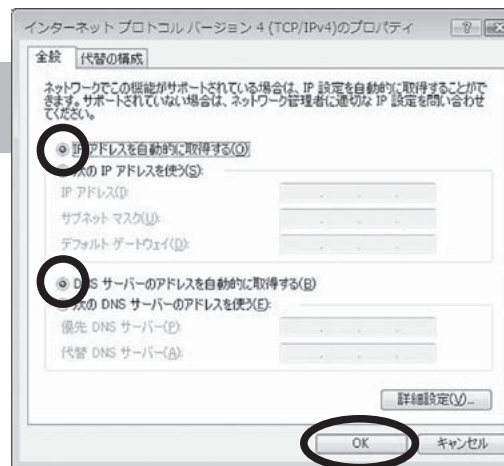 インターネット プロトコル バージョン 4 (TCP/IPv4)のプロパティ
全般 代替の構成
ネットワークでこの機能がサポートされている場合は、IP 設定を自動的に取得することがで
きます。サポートされていない場合は、ネットワーク管理者に適切な IP 設定を問い合わせ
てください。
IP アドレスを自動的に取得する(O)
次の IP アドレスを使う(S):
IP アドレス(I):
サブネット マスク(U):
デフォルト ゲートウェイ(D):
DNS サーバーのアドレスを自動的に取得する(B)
次の DNS サーバーのアドレスを使う(E):
優先 DNS サーバー(P):
代替 DNS サーバー(A):
詳細設定(V)...
OK キャンセル